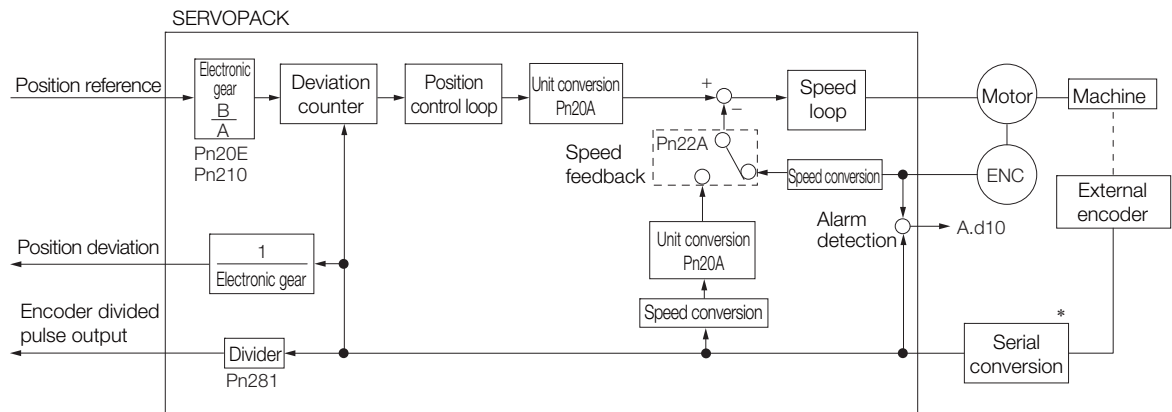 SERVOPACK
Position reference
Electronic
gear
B
A
Pn20E
Pn210
Deviation
counter
Position
control loop
Unit conversion
Pn20A
+
−
Speed
loop
Motor
Machine
Pn22A
Speed
feedback
Speed conversion
ENC
External
encoder
Alarm
detection
A.d10
Unit conversion
Pn20A
Position deviation
1
Electronic gear
Speed conversion
Encoder divided
pulse output
Divider
Pn281
*
Serial
conversion